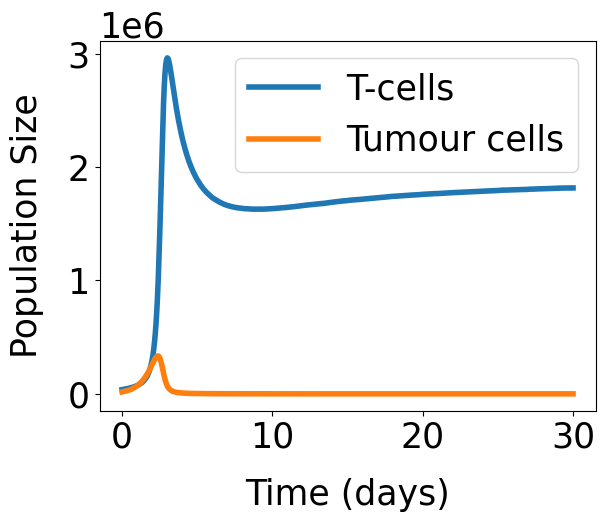 1e6
3
2
1
0
Population Size
T-cells
Tumour cells
0 10 20 30
Time (days)